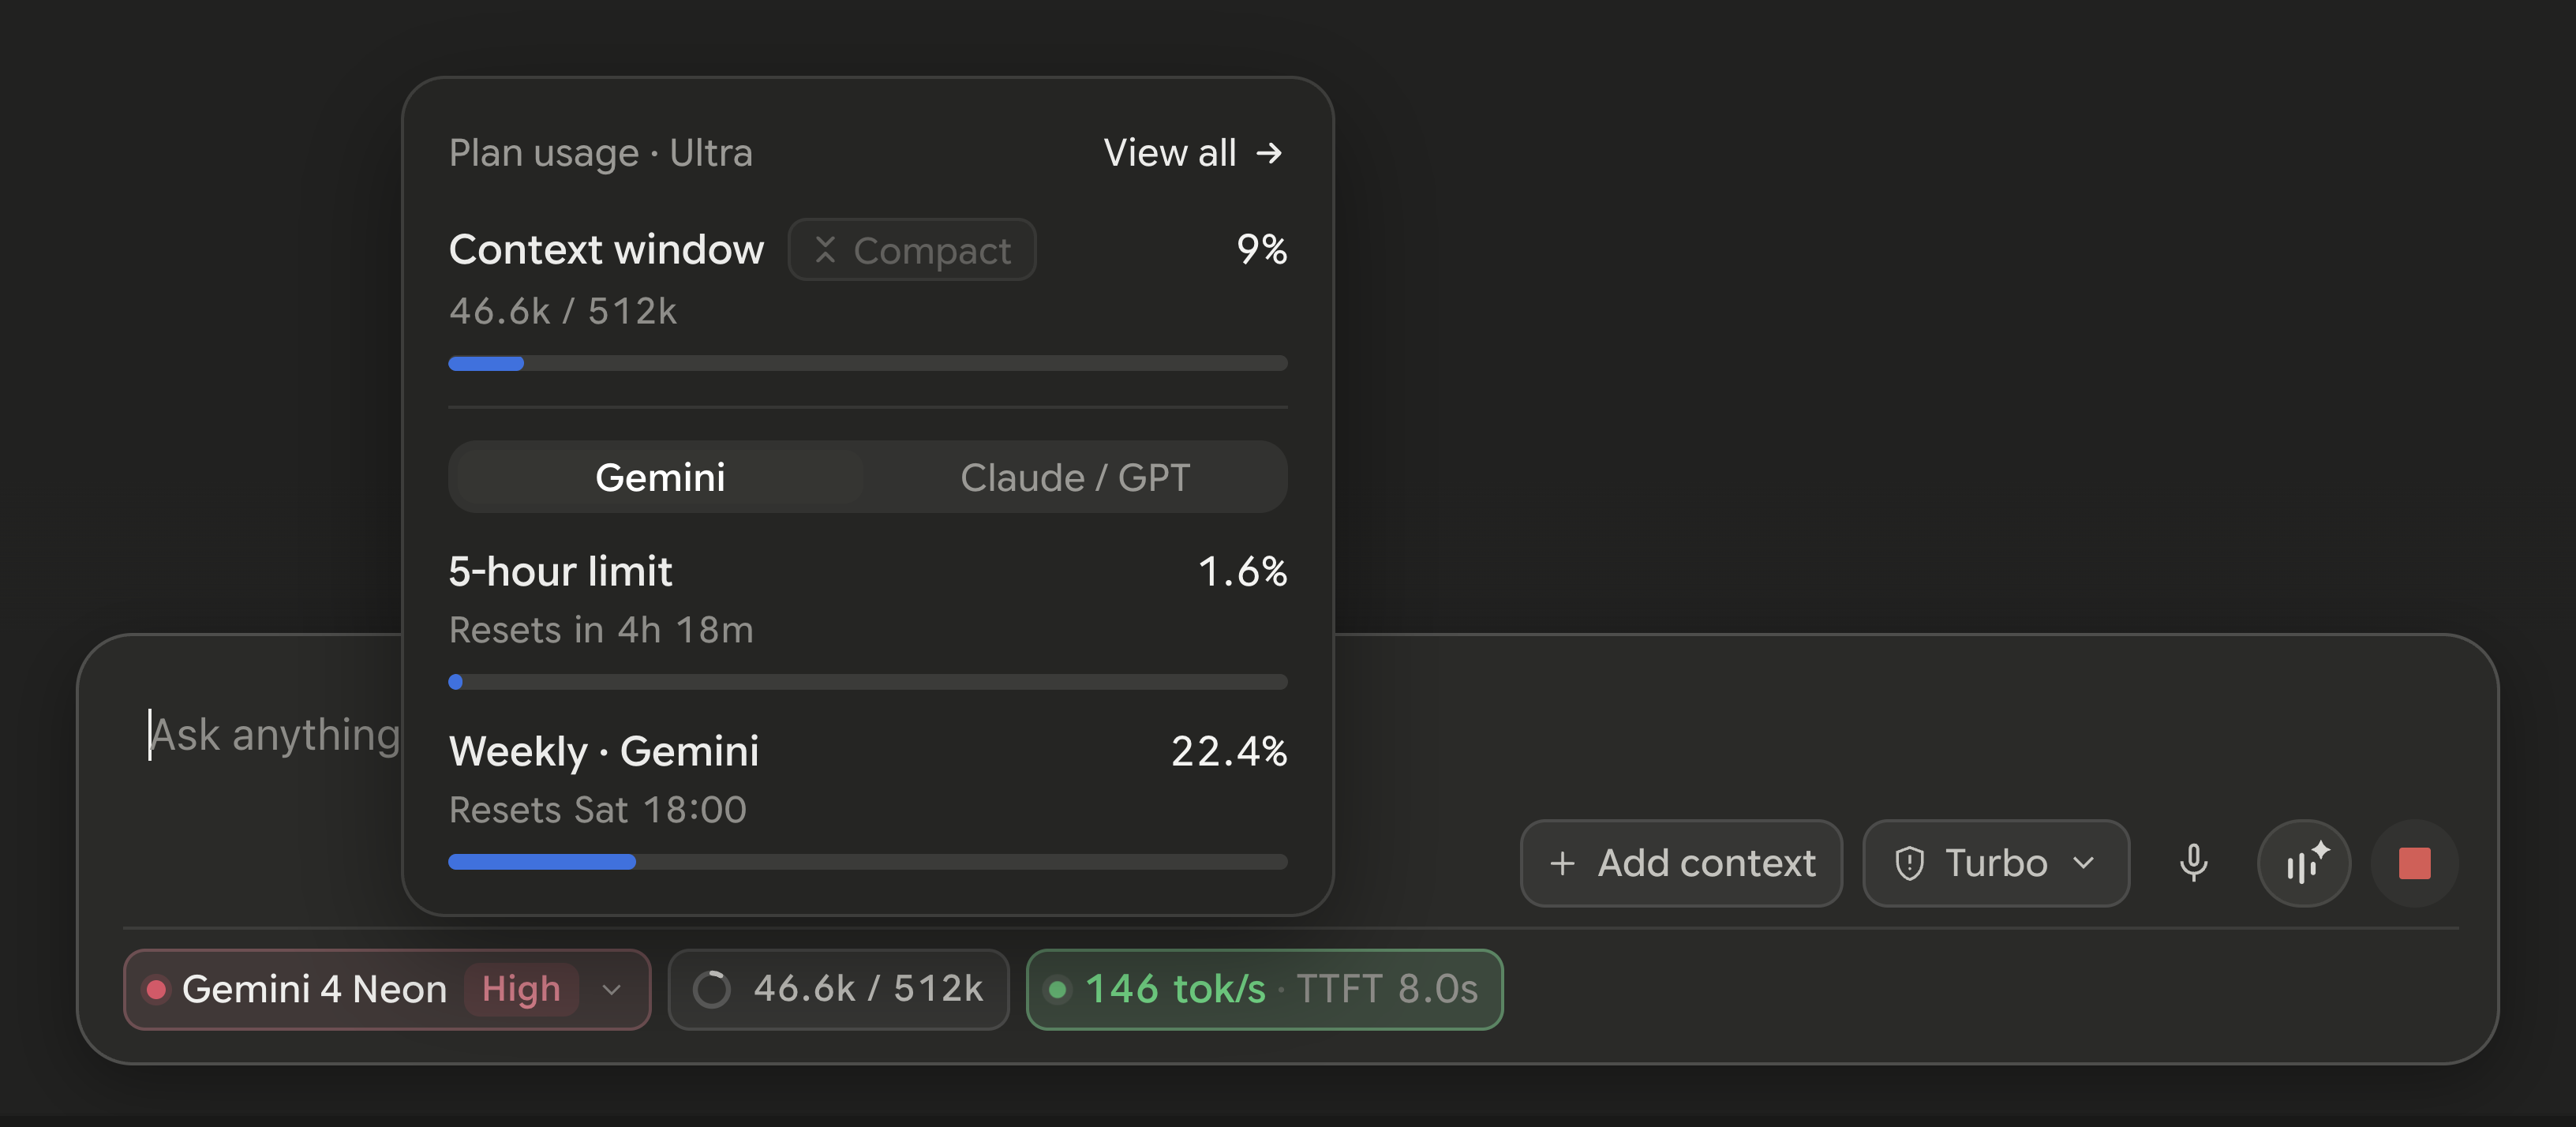 Plan usage · Ultra
View all →
Context window
Compact
9%
46.6k / 512k
Gemini
Claude / GPT
5-hour limit
1.6%
Resets in 4h 18m
Weekly · Gemini
22.4%
Resets Sat 18:00
Ask anything
+ Add context
Turbo
Gemini 4 Neon
High
46.6k / 512k
146 tok/s · TTFT 8.0s